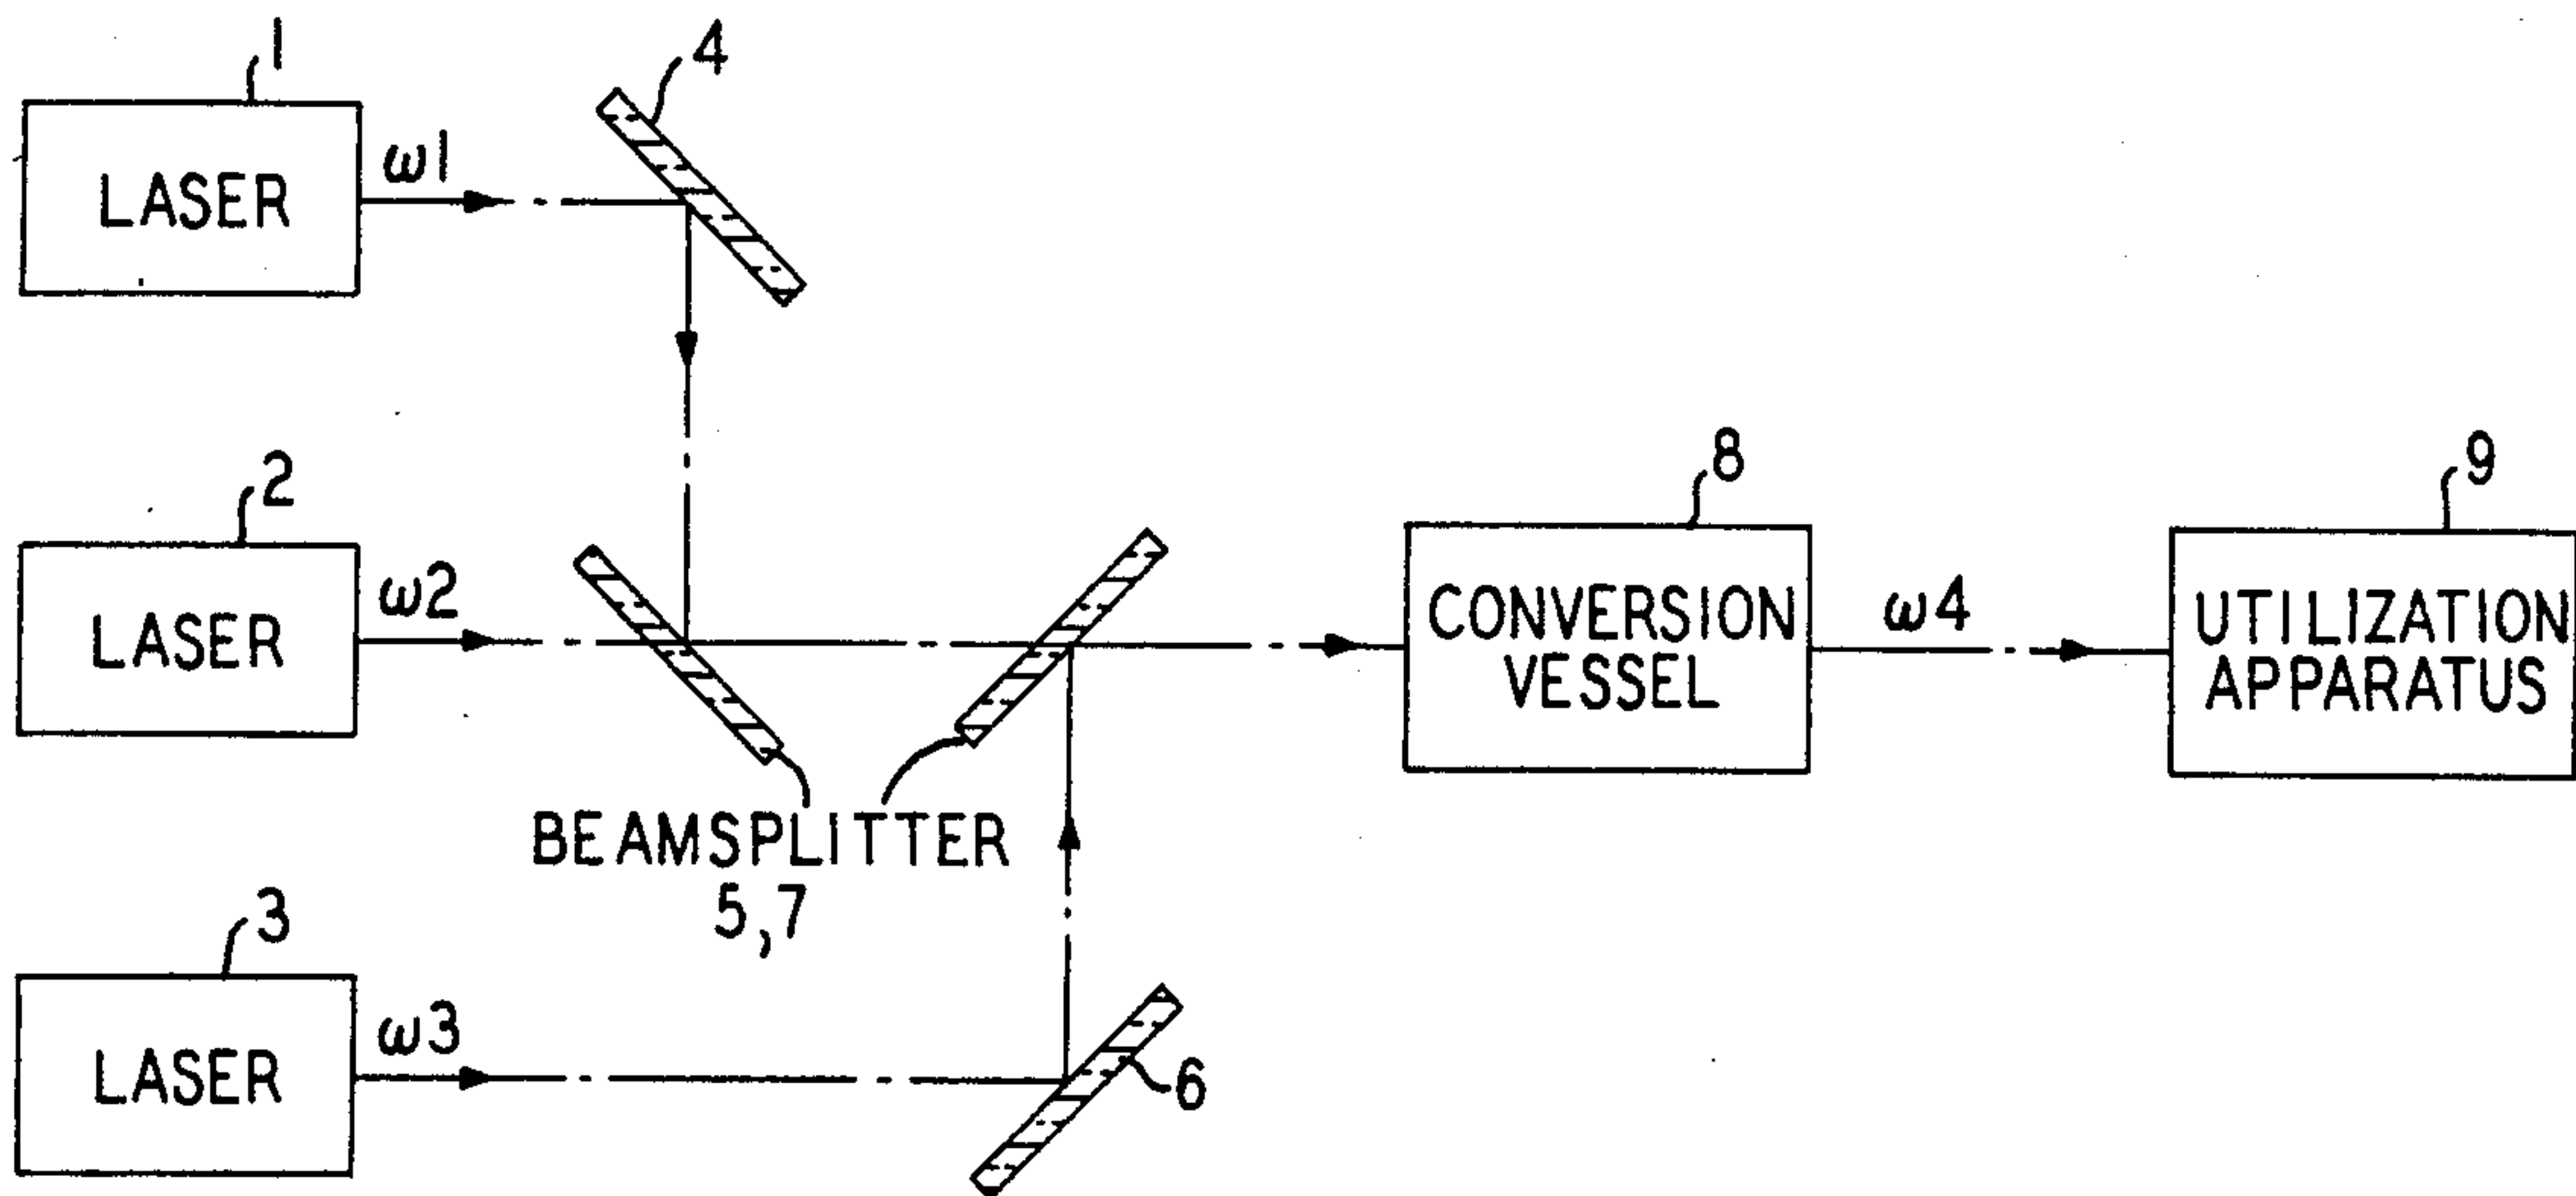 1
LASER
ω1
4
2
LASER
ω2
BEAMSPLITTER
5,7
3
LASER
ω3
6
8
CONVERSION
VESSEL
ω4
9
UTILIZATION
APPARATUS